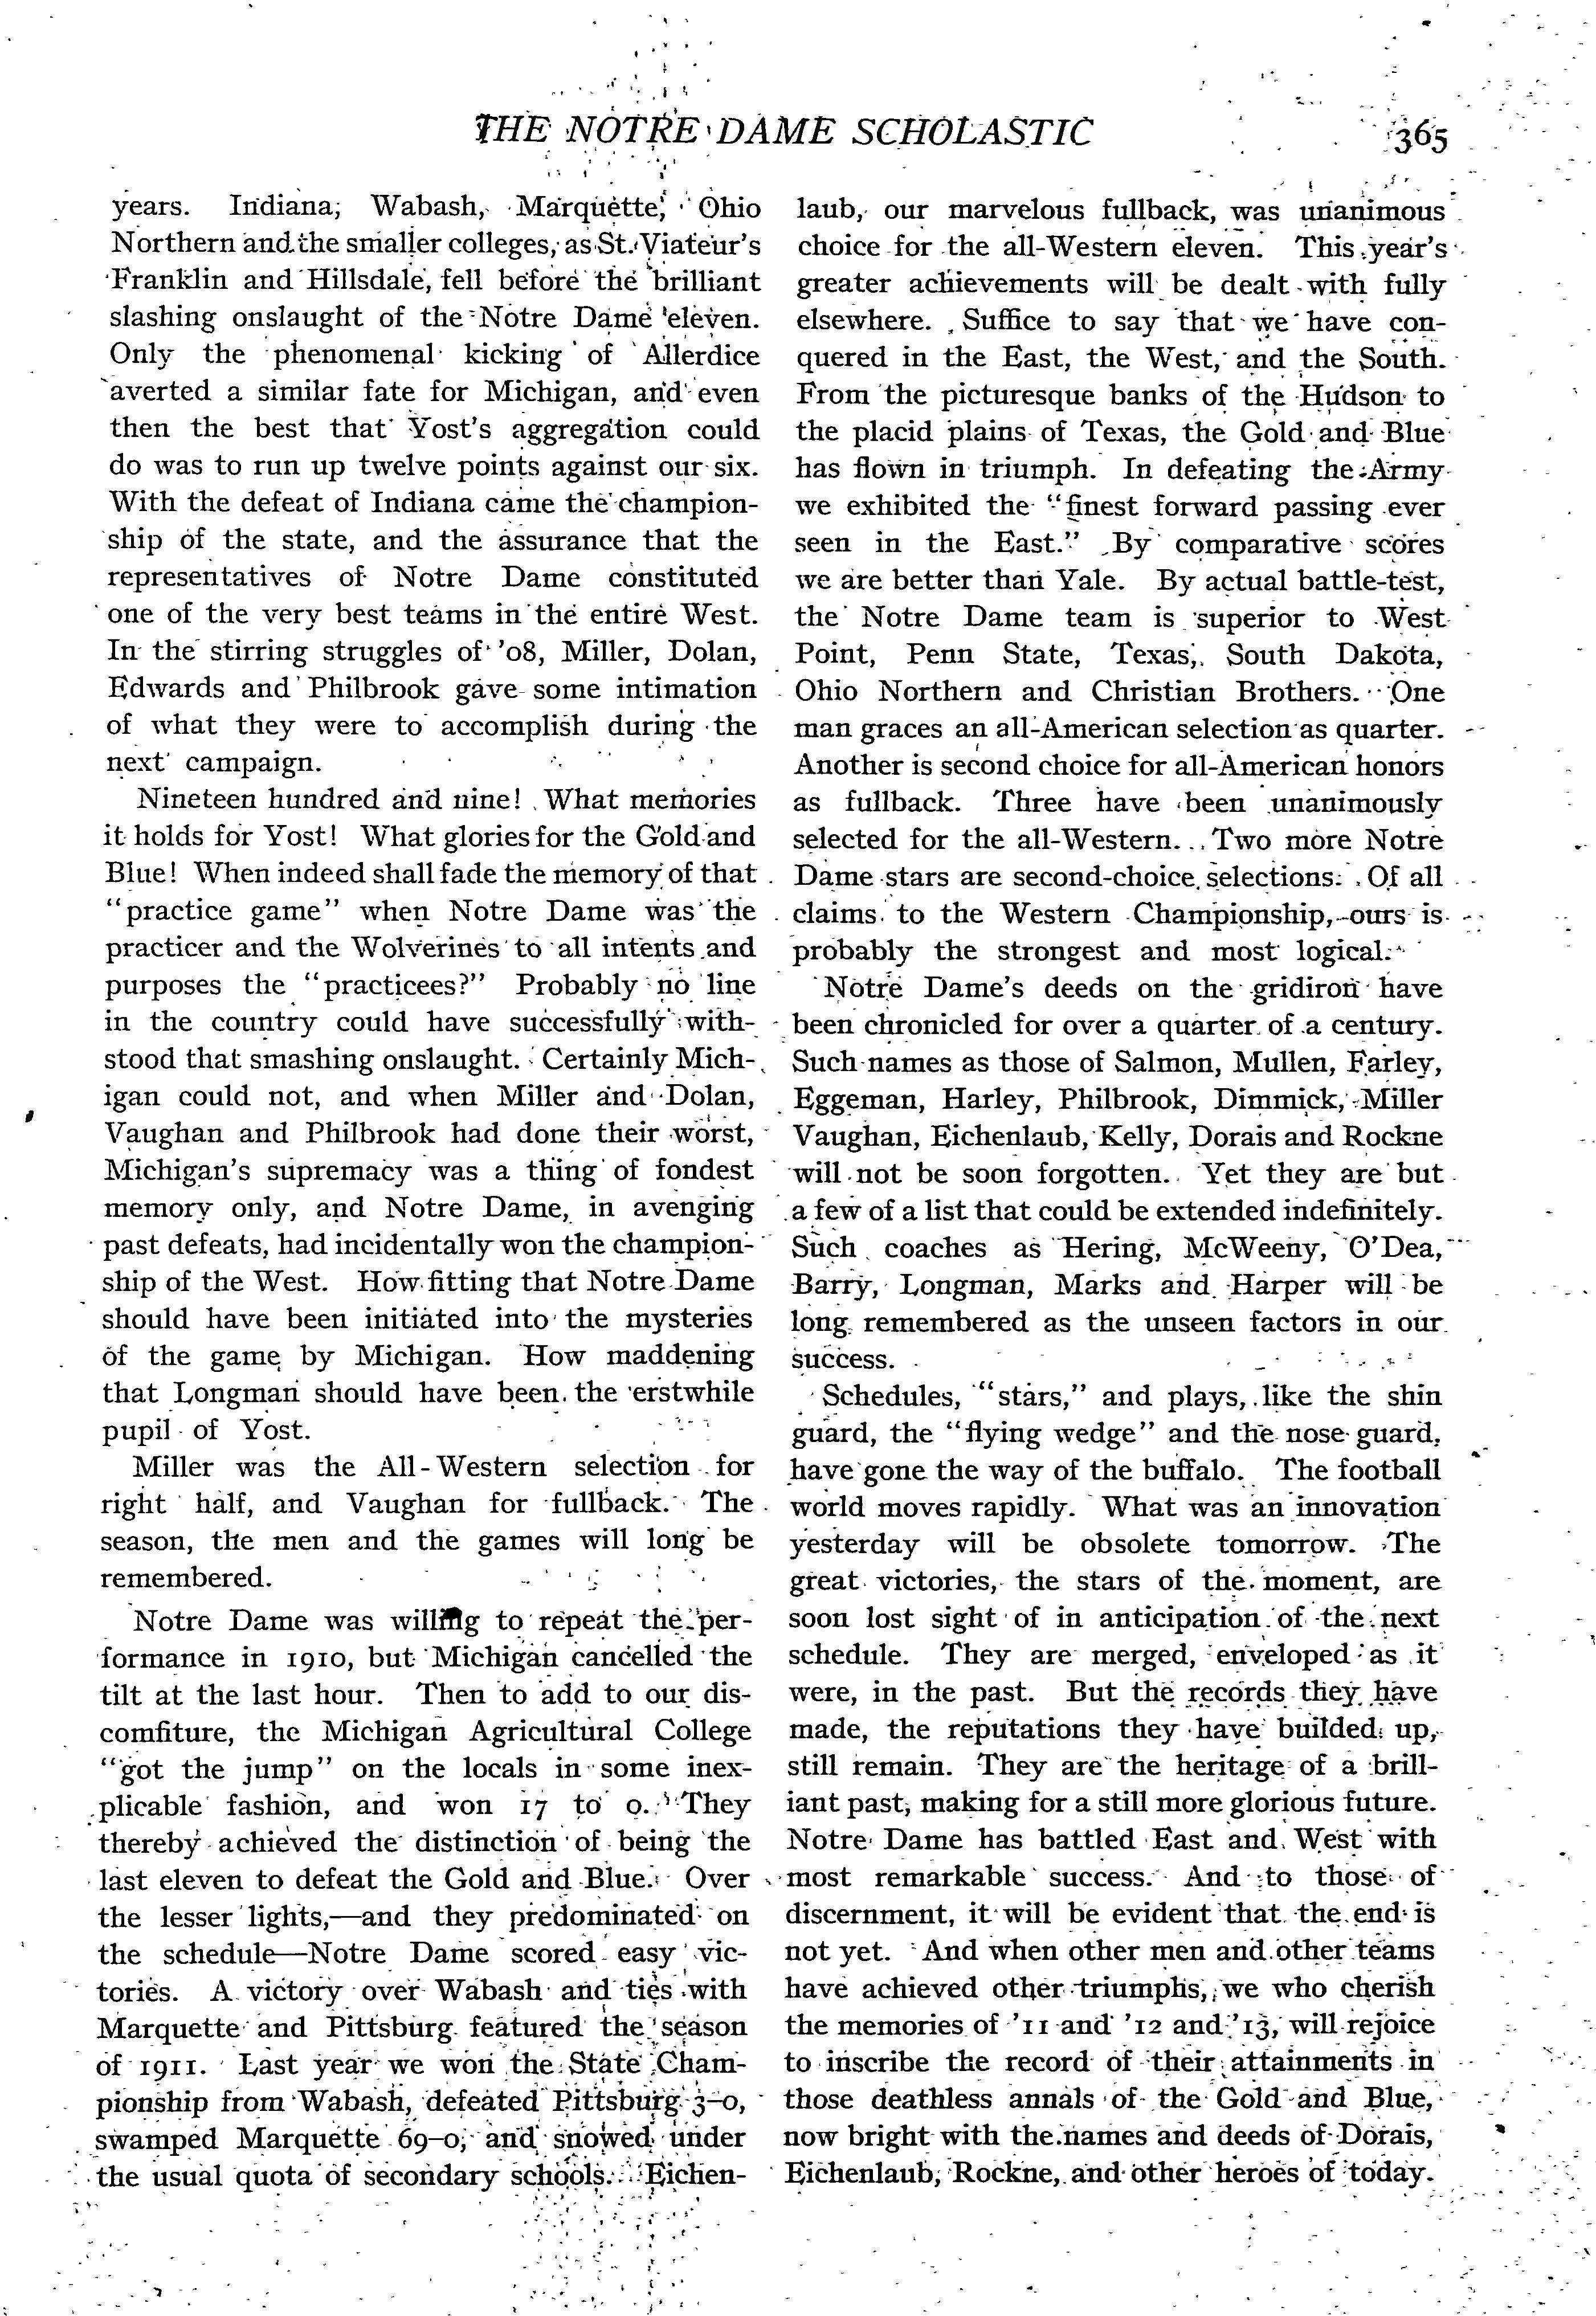 THE NOTRE DAME SCHOLASTIC 365
years. Indiana, Wabash, Marquette, Ohio
Northern and the smaller colleges, as St. Viateur's
Franklin and Hillsdale, fell before the brilliant
slashing onslaught of the Notre Dame eleven.
Only the phenomenal kicking of Allerdice
averted a similar fate for Michigan, and even
then the best that Yost's aggregation could
do was to run up twelve points against our six.
With the defeat of Indiana came the champion-
ship of the state, and the assurance that the
representatives of Notre Dame constituted
one of the very best teams in the entire West.
In the stirring struggles of '08, Miller, Dolan,
Edwards and Philbrook gave some intimation
of what they were to accomplish during the
next campaign.
Nineteen hundred and nine! What memories
it holds for Yost! What glories for the Gold and
Blue! When indeed shall fade the memory of that
"practice game" when Notre Dame was the
practicer and the Wolverines to all intents and
purposes the "practicees?" Probably no line
in the country could have successfully with-
stood that smashing onslaught. Certainly Mich-
igan could not, and when Miller and Dolan,
Vaughan and Philbrook had done their worst,
Michigan's supremacy was a thing of fondest
memory only, and Notre Dame, in avenging
past defeats, had incidentally won the champion-
ship of the West. How fitting that Notre Dame
should have been initiated into the mysteries
of the game by Michigan. How maddening
that Longman should have been the erstwhile
pupil of Yost.
Miller was the All-Western selection for
right half, and Vaughan for fullback. The
season, the men and the games will long be
remembered.
Notre Dame was willing to repeat the per-
formance in 1910, but Michigan cancelled the
tilt at the last hour. Then to add to our dis-
comfiture, the Michigan Agricultural College
"got the jump" on the locals in some inex-
plicable fashion, and won 17 to 0. They
thereby achieved the distinction of being the
last eleven to defeat the Gold and Blue. Over
the lesser lights,—and they predominated on
the schedule—Notre Dame scored easy vic-
tories. A victory over Wabash and ties with
Marquette and Pittsburg featured the season
of 1911. Last year we won the State Cham-
pionship from Wabash, defeated Pittsburg 3-0,
swamped Marquette 69-0, and snowed under
the usual quota of secondary schools. Eichen-
laub, our marvelous fullback, was unanimous
choice for the all-Western eleven. This year's
greater achievements will be dealt with fully
elsewhere. Suffice to say that we have con-
quered in the East, the West, and the South.
From the picturesque banks of the Hudson to
the placid plains of Texas, the Gold and Blue
has flown in triumph. In defeating the Army
we exhibited the "finest forward passing ever
seen in the East." By comparative scores
we are better than Yale. By actual battle-test,
the Notre Dame team is superior to West
Point, Penn State, Texas, South Dakota,
Ohio Northern and Christian Brothers. One
man graces an all-American selection as quarter.
Another is second choice for all-American honors
as fullback. Three have been unanimously
selected for the all-Western. Two more Notre
Dame stars are second-choice selections. Of all
claims to the Western Championship, ours is
probably the strongest and most logical.
Notre Dame's deeds on the gridiron have
been chronicled for over a quarter of a century.
Such names as those of Salmon, Mullen, Farley,
Eggeman, Harley, Philbrook, Dimmick, Miller
Vaughan, Eichenlaub, Kelly, Dorais and Rockne
will not be soon forgotten. Yet they are but
a few of a list that could be extended indefinitely.
Such coaches as Hering, McWeeny, O'Dea,
Barry, Longman, Marks and Harper will be
long remembered as the unseen factors in our
success.
Schedules, "stars," and plays, like the shin
guard, the "flying wedge" and the nose guard,
have gone the way of the buffalo. The football
world moves rapidly. What was an innovation
yesterday will be obsolete tomorrow. The
great victories, the stars of the moment, are
soon lost sight of in anticipation of the next
schedule. They are merged, enveloped as it
were, in the past. But the records they have
made, the reputations they have builded up,
still remain. They are the heritage of a brill-
iant past, making for a still more glorious future.
Notre Dame has battled East and West with
most remarkable success. And to those of
discernment, it will be evident that the end is
not yet. And when other men and other teams
have achieved other triumphs, we who cherish
the memories of '11 and '12 and '13, will rejoice
to inscribe the record of their attainments in
those deathless annals of the Gold and Blue,
now bright with the names and deeds of Dorais,
Eichenlaub, Rockne, and other heroes of today.